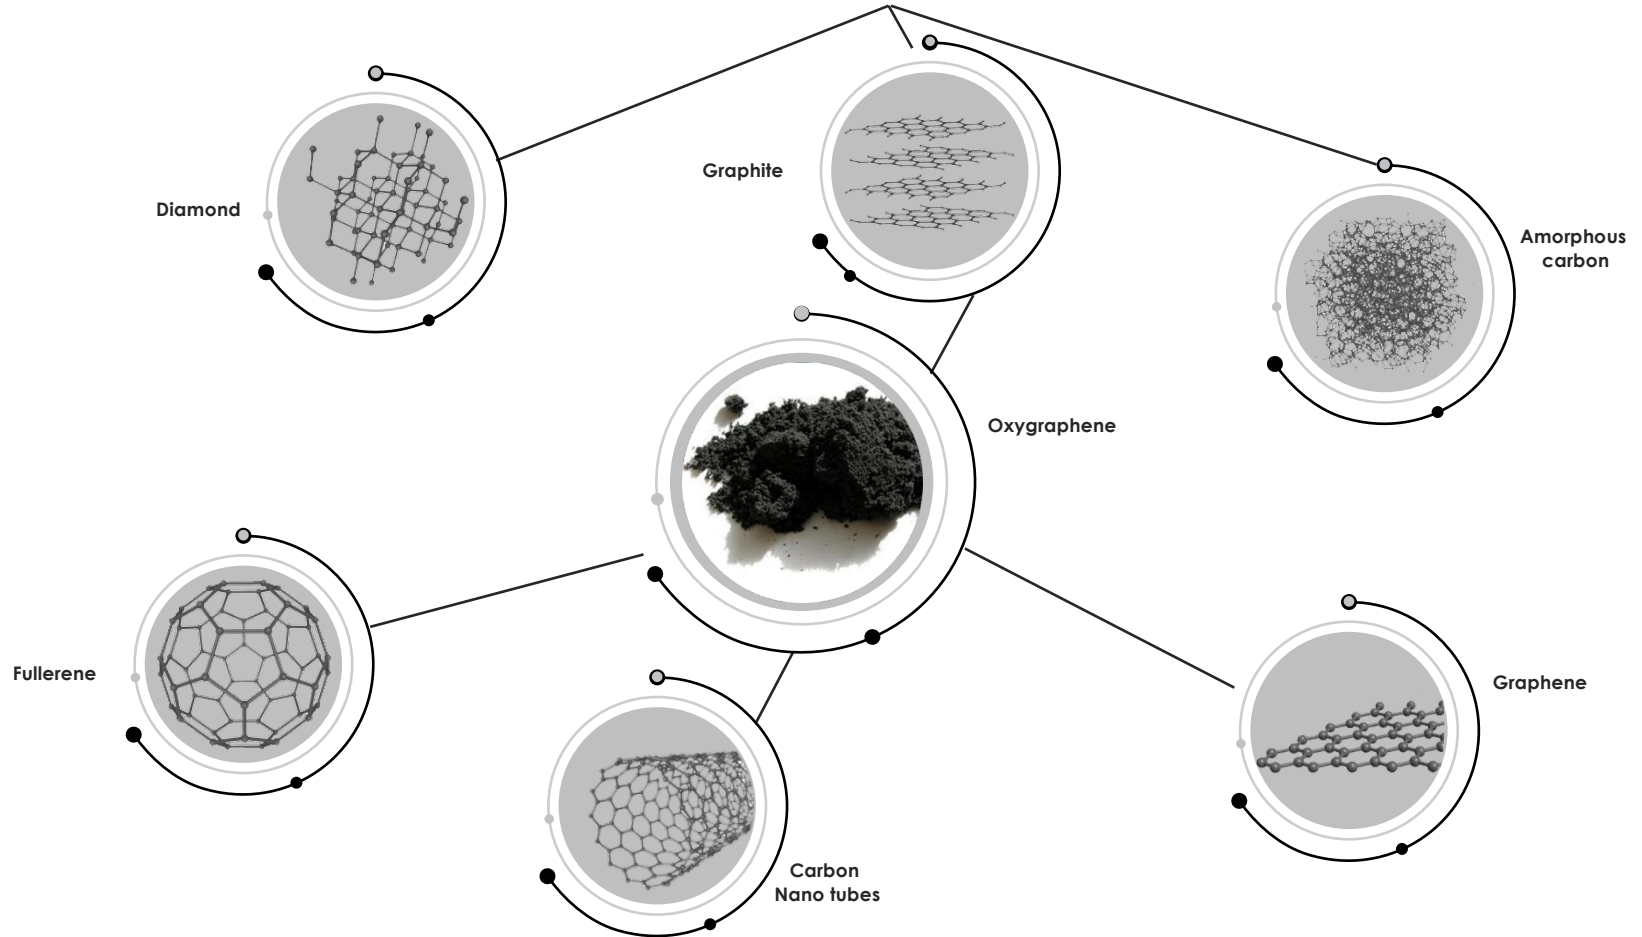 Graphite
Diamond
Amorphous
carbon
Oxygraphene
Fullerene
Graphene
Carbon
Nano tubes